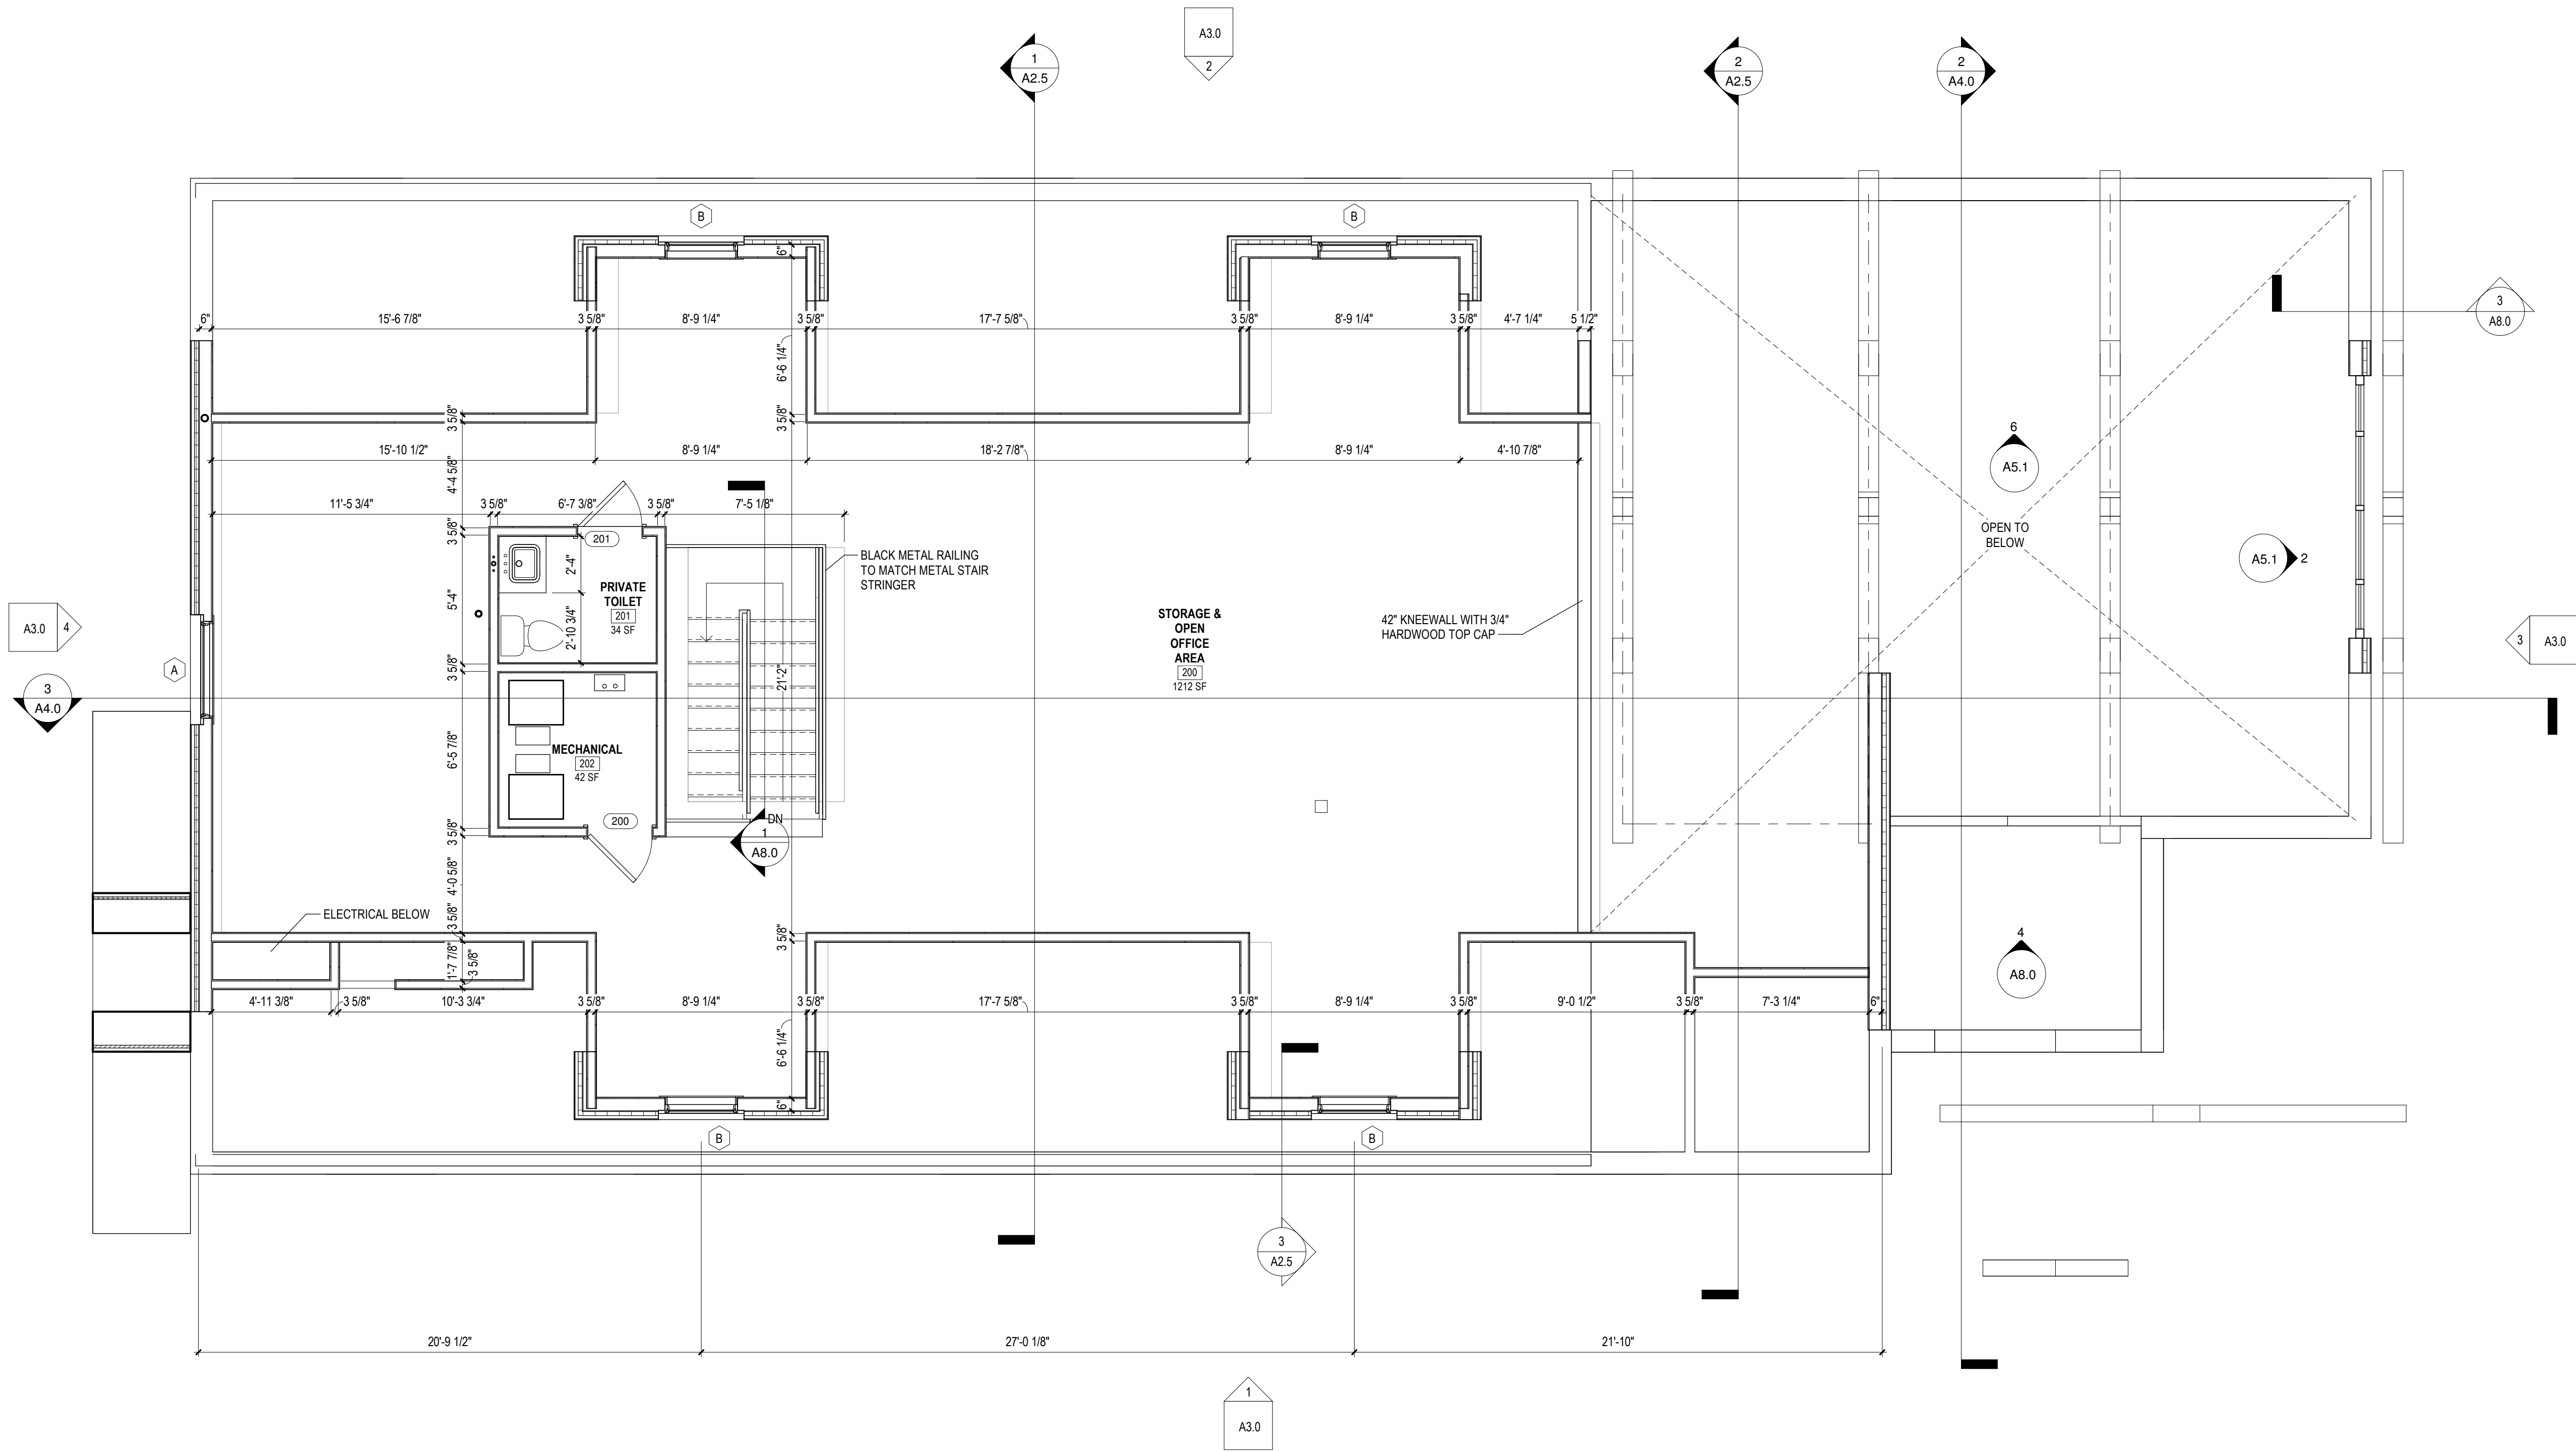 A3.0
2
1
A2.5
2
A2.5
2
A4.0
B
B
6"
3
A8.0
6"
15'-6 7/8"
3 5/8"
8'-9 1/4"
3 5/8"
17'-7 5/8"
3 5/8"
8'-9 1/4"
3 5/8"
4'-7 1/4"
5 1/2"
6'-6 1/4"
3 5/8"
3 5/8"
15'-10 1/2"
8'-9 1/4"
18'-2 7/8"
8'-9 1/4"
4'-10 7/8"
6
A5.1
4'-4 5/8"
11'-5 3/4"
3 5/8"
6'-7 3/8"
3 5/8"
7'-5 1/8"
3 5/8"
201
OPEN TO
BELOW
BLACK METAL RAILING
TO MATCH METAL STAIR
STRINGER
A5.1
2
2'-4"
PRIVATE
TOILET
201
34 SF
5'-4"
2'-10 3/4"
STORAGE &
OPEN
OFFICE
AREA
200
1212 SF
42" KNEEWALL WITH 3/4"
HARDWOOD TOP CAP
A3.0
4
3
A3.0
A
3 5/8"
21'-2"
3
A4.0
6'-5 7/8"
MECHANICAL
202
42 SF
200
DN
1
A8.0
3 5/8"
4'-0 5/8"
ELECTRICAL BELOW
3 5/8"
3 5/8"
4
A8.0
1'-7 7/8"
3 5/8"
4'-11 3/8"
3 5/8"
10'-3 3/4"
3 5/8"
8'-9 1/4"
3 5/8"
17'-7 5/8"
3 5/8"
8'-9 1/4"
3 5/8"
9'-0 1/2"
3 5/8"
7'-3 1/4"
6"
6'-6 1/4"
6"
B
B
3
A2.5
20'-9 1/2"
27'-0 1/8"
21'-10"
1
A3.0